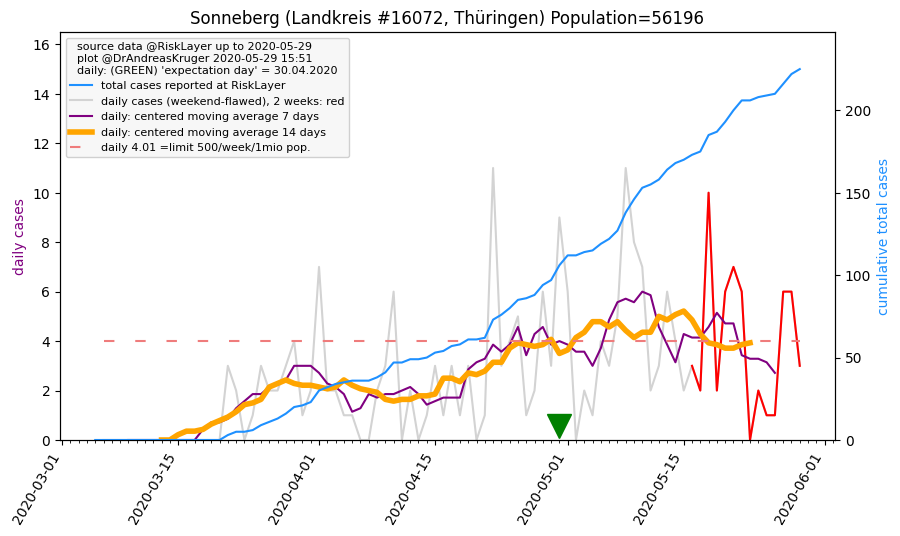 Sonneberg (Landkreis #16072, Thüringen) Population=56196
source data @RiskLayer up to 2020-05-29
plot @DrAndreasKruger 2020-05-29 15:51
daily: (GREEN) 'expectation day' = 30.04.2020
total cases reported at RiskLayer
daily cases (weekend-flawed), 2 weeks: red
daily: centered moving average 7 days
daily: centered moving average 14 days
daily 4.01 =limit 500/week/1mio pop.
daily cases
16
14
12
10
8
6
4
2
0
cumulative total cases
200
150
100
50
0
2020-03-01
2020-03-15
2020-04-01
2020-04-15
2020-05-01
2020-05-15
2020-06-01